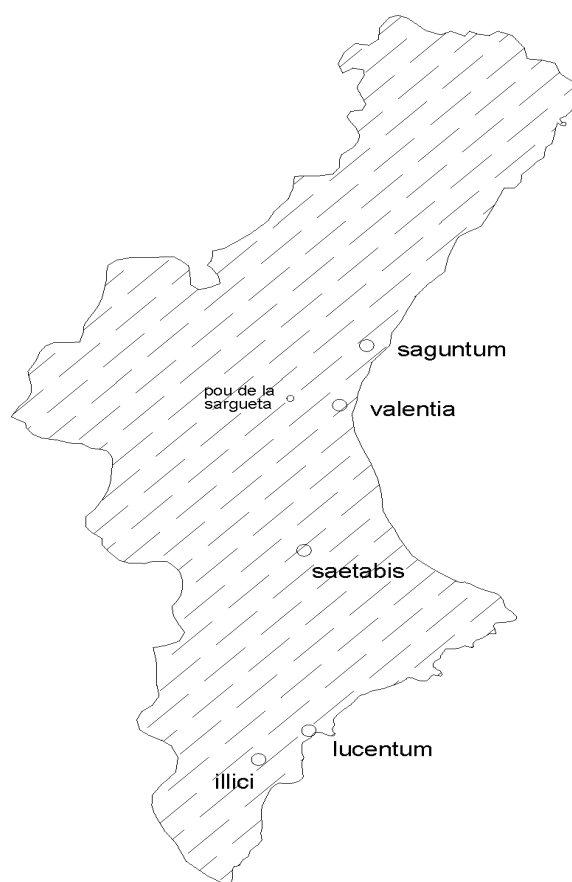 saguntum
pou de la
sargueta
valentia
saetabis
lucentum
illici